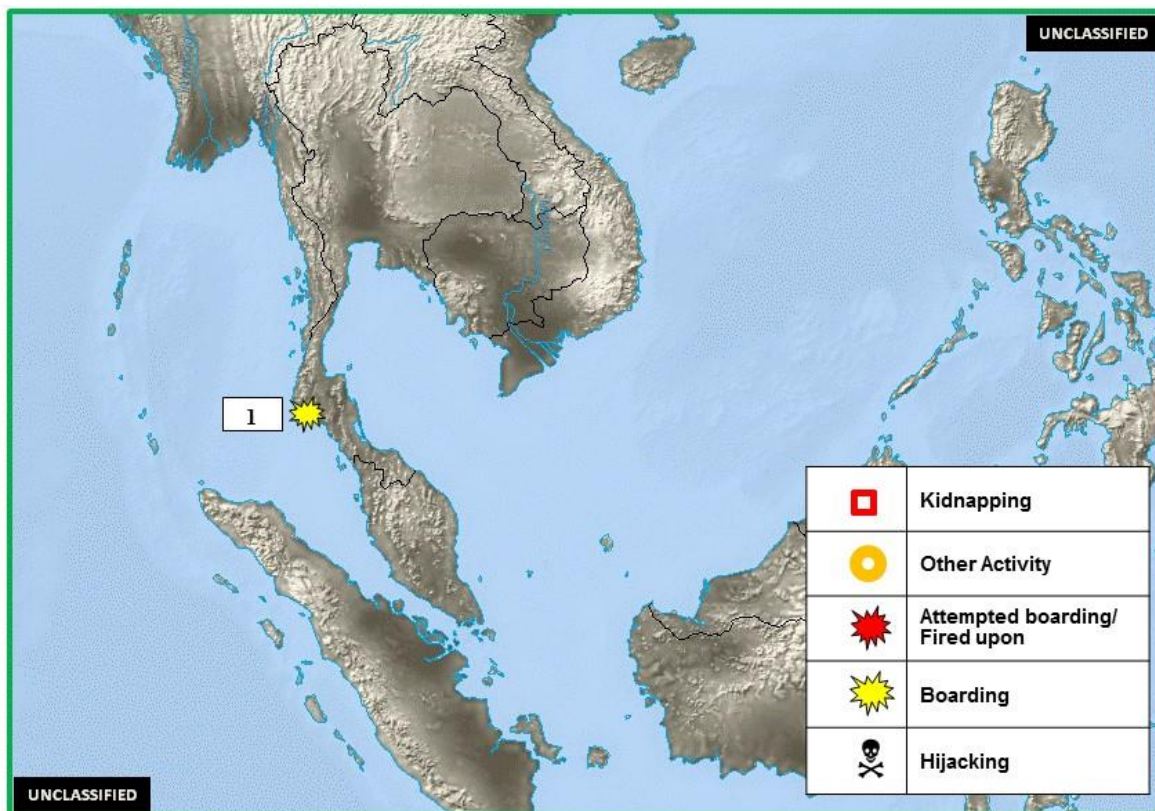 UNCLASSIFIED
1
Kidnapping
Other Activity
Attempted boarding/
Fired upon
Boarding
Hijacking
UNCLASSIFIED